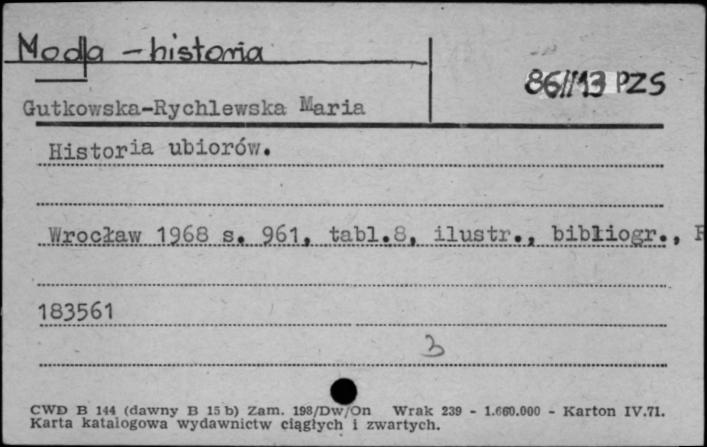 Moda - historia
86/113 PZS
Gutkowska-Rychlewska Maria
Historia ubiorów.
Wrocław 1968 s. 961, tabl.8, ilustr., bibliogr.,
183561
3
CWD B 144 (dawny B 15 b) Zam. 198/Dw/On Wrak 239 - 1.660.000 - Karton IV.71.
Karta katalogowa wydawnictw ciągłych i zwartych.